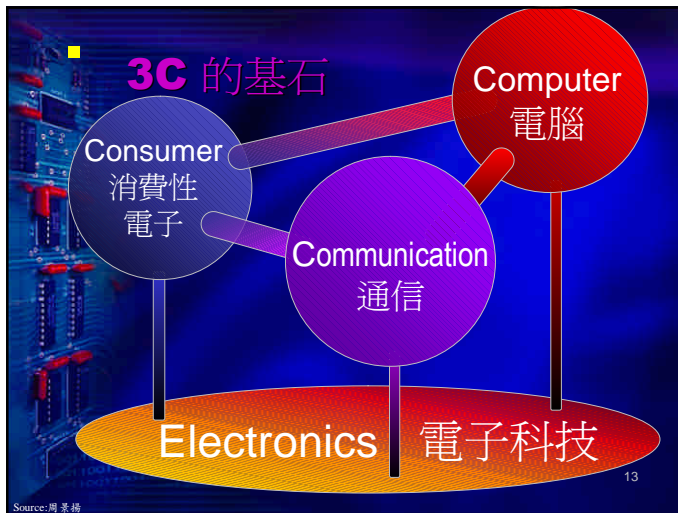 3C 的基石
Computer
電腦
Consumer
消費性
電子
Communication
通信
Electronics 電子科技
13
Source:周景揚